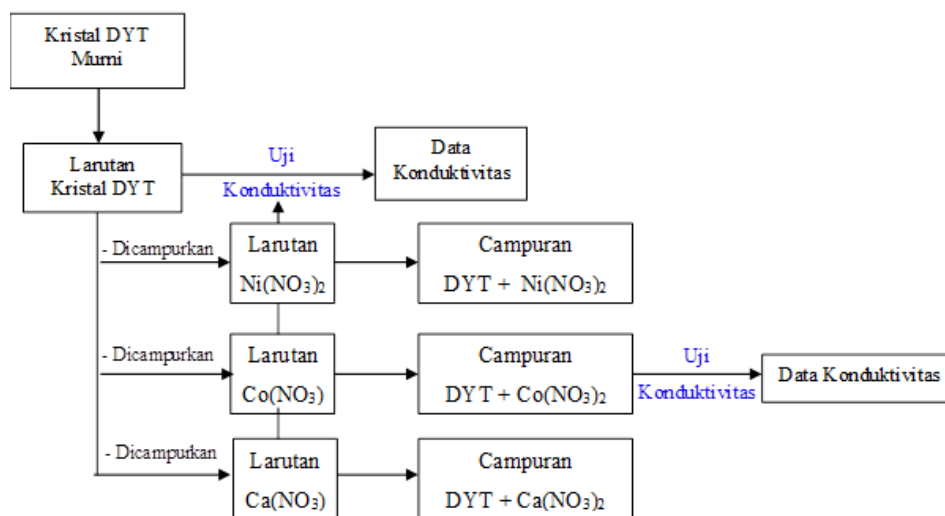 Kristal DYT
Murni
Larutan
Kristal DYT
Uji
Konduktivitas
Data
Konduktivitas
- Dicampurkan
Larutan
Ni(NO₃)₂
Campuran
DYT + Ni(NO₃)₂
- Dicampurkan
Larutan
Co(NO₃)
Campuran
DYT + Co(NO₃)₂
Uji
Konduktivitas
Data Konduktivitas
- Dicampurkan
Larutan
Ca(NO₃)
Campuran
DYT + Ca(NO₃)₂